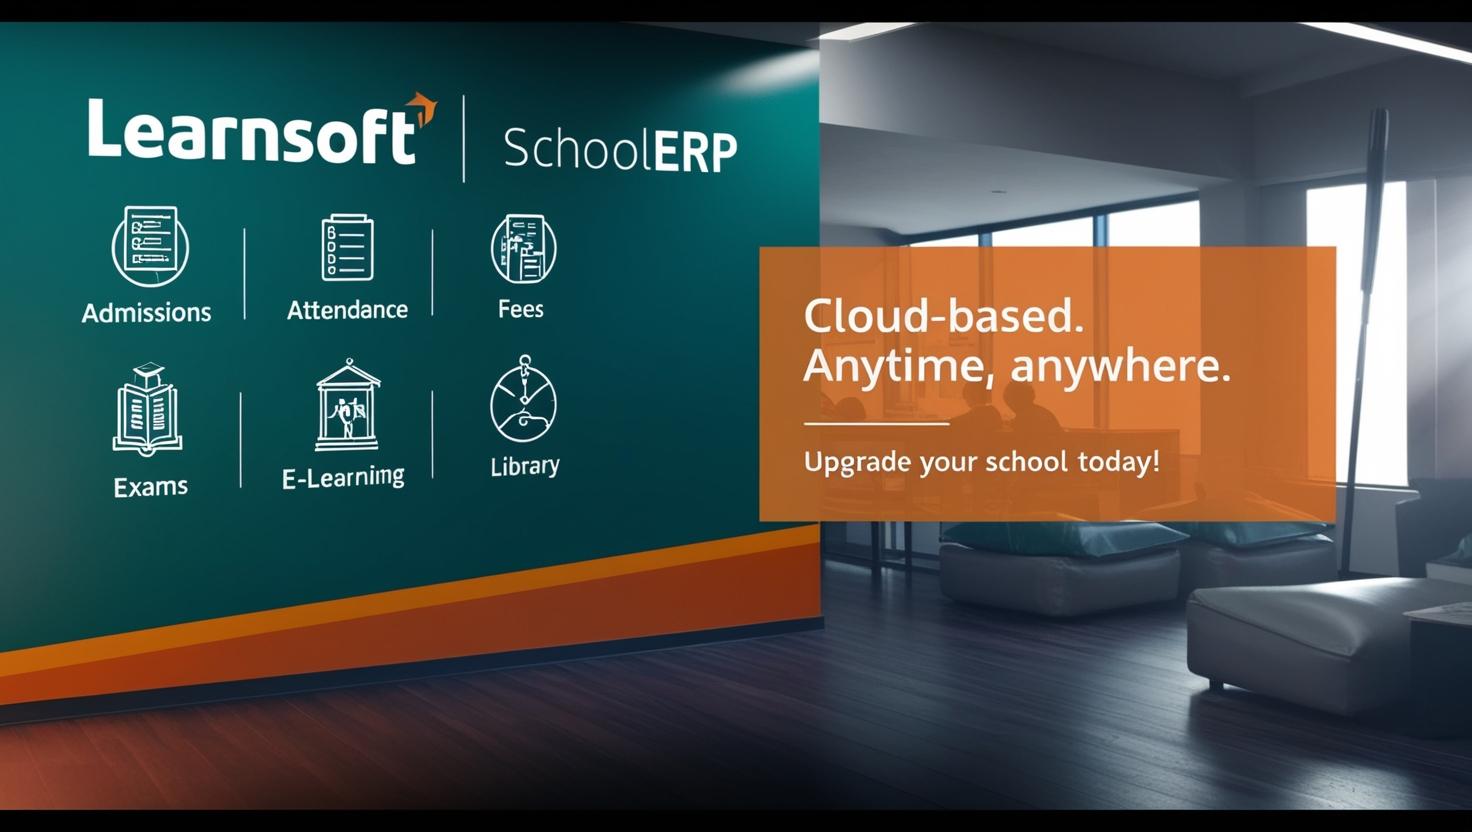 Learnsoft
SchoolERP
Admissions
Attendance
Fees
Exams
E-Learning
Library
Cloud-based.
Anytime, anywhere.
Upgrade your school today!